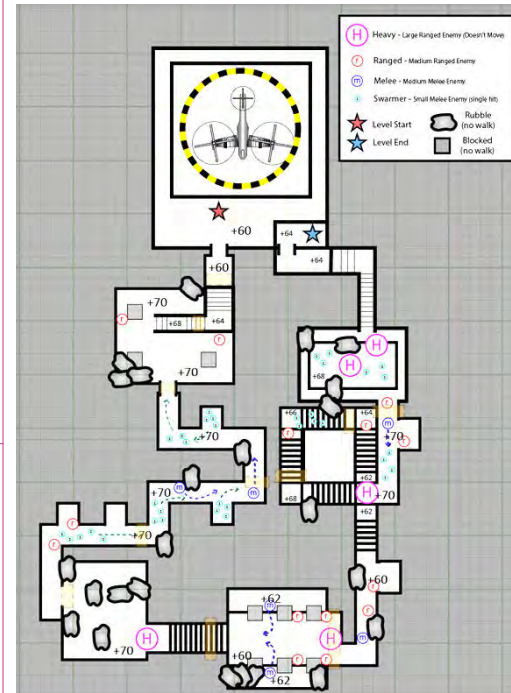 H Heavy - Large Ranged Enemy (Doesn't Move)
r Ranged - Medium Ranged Enemy
m Melee - Medium Melee Enemy
s Swarmer - Small Melee Enemy (single hit)
Level Start
Rubble
(no walk)
Level End
Blocked
(no walk)
+60
+64
+64
+60
+70
r
+68
+64
r
+70
H
H
+68
r
+66
+64
r
r
m
+70
r
+70
+62
+68
H
+70
+62
+70
m
m
r
+70
r
+60
r
+62
m
r
r
r
H
+70
H
m
+60
r
r
m
+62